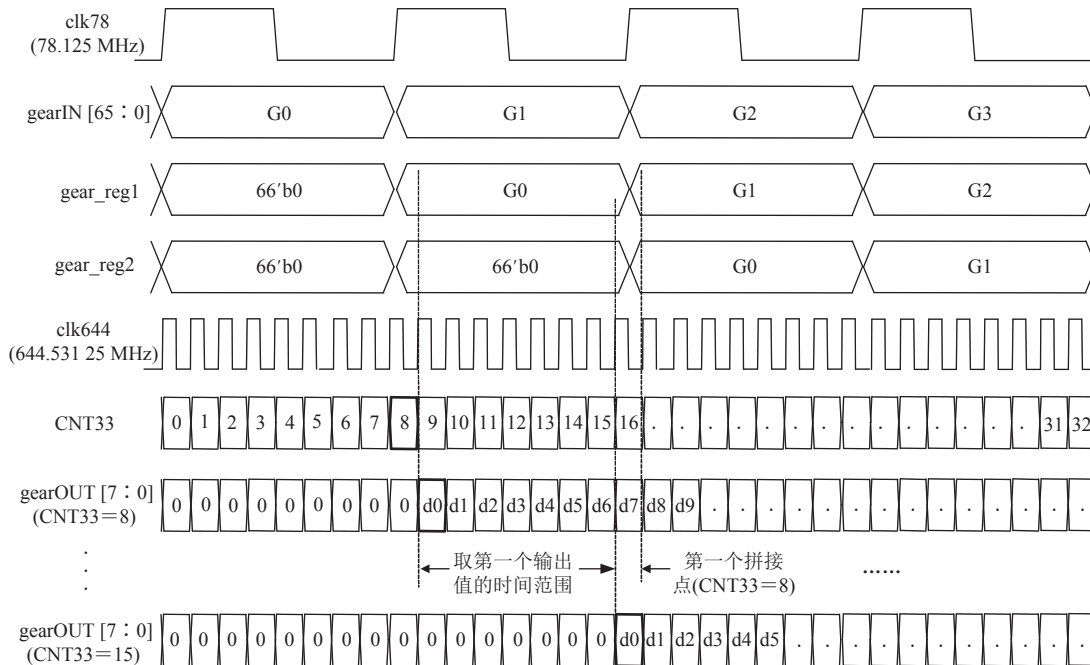 clk78
(78.125 MHz)
gearIN [65:0]
G0 G1 G2 G3
gear_reg1
66′b0 G0 G1 G2
gear_reg2
66′b0 66′b0 G0 G1
clk644
(644.531 25 MHz)
CNT33
0 1 2 3 4 5 6 7 8 9 10 11 12 13 14 15 16 . . . . . . . . . . . . . . 31 32
gearOUT [7:0]
(CNT33=8)
0 0 0 0 0 0 0 0 0 d0 d1 d2 d3 d4 d5 d6 d7 d8 d9 . . . . . . . . . . . . . .
取第一个输出
值的时间范围
第一个拼接
点(CNT33=8)
……
gearOUT [7:0]
(CNT33=15)
0 0 0 0 0 0 0 0 0 0 0 0 0 0 0 0 d0 d1 d2 d3 d4 d5 . . . . . . . . . . .